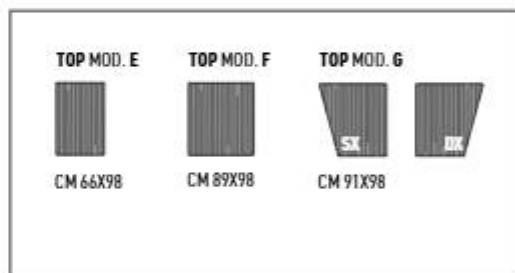 TOP MOD. E
TOP MOD. F
TOP MOD. G
SX
DX
CM 66X98
CM 89X98
CM 91X98